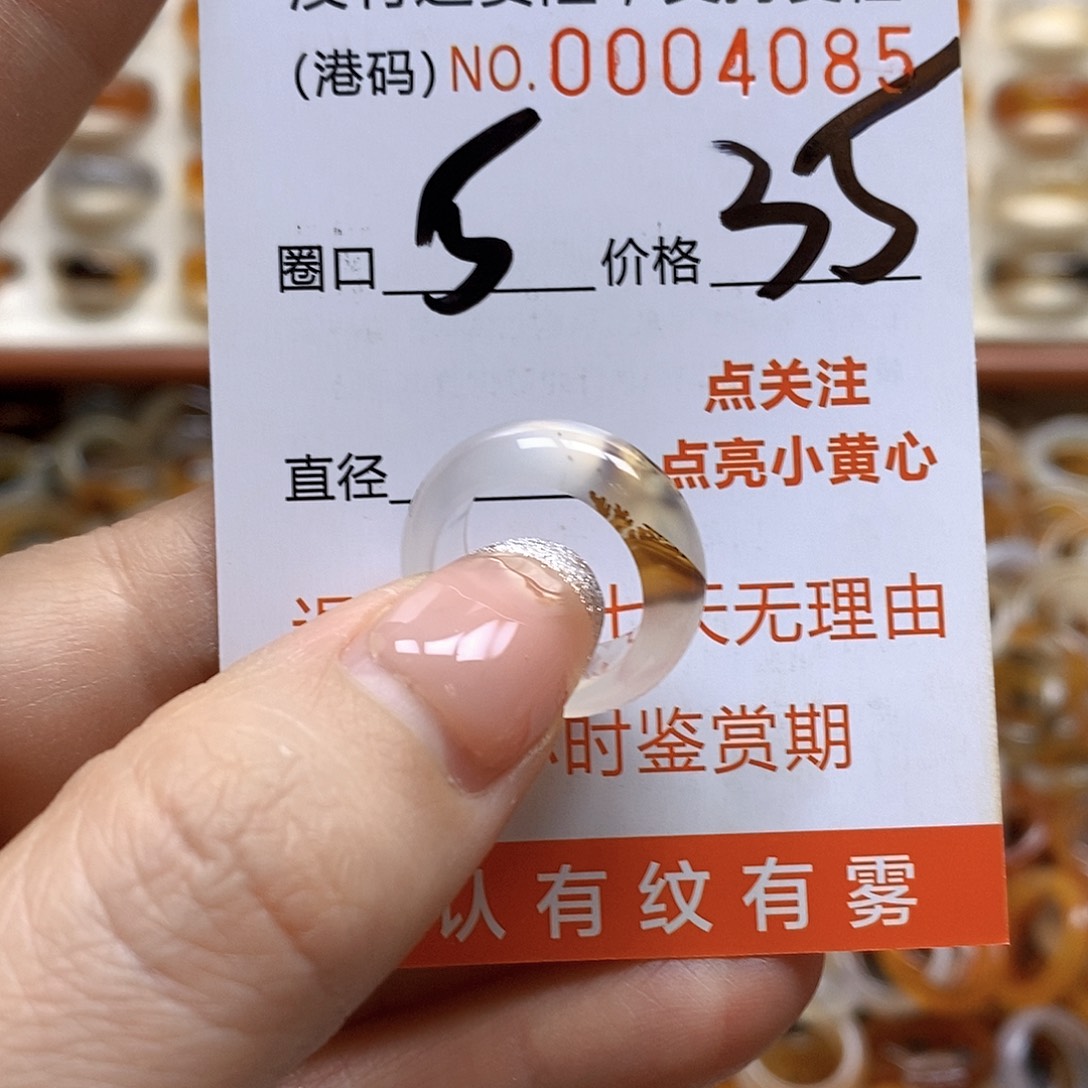 (港码) NO.0004085
圈口 5 价格 35
点关注
直径 点亮小黄心
七天无理由
时鉴赏期
认有纹有雾